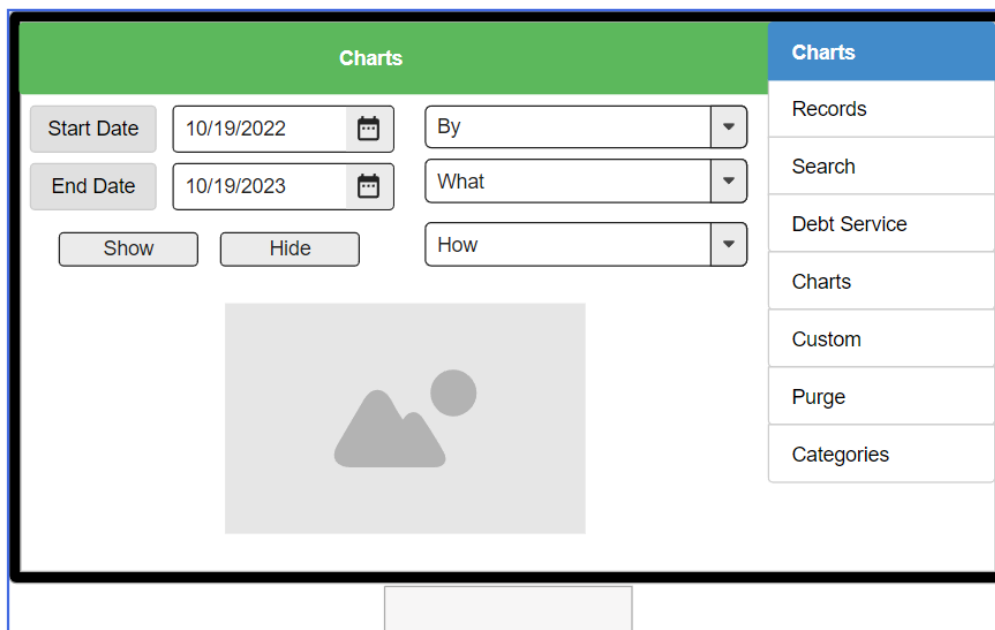 Charts
Start Date
10/19/2022
By
End Date
10/19/2023
What
Show
Hide
How
Charts
Records
Search
Debt Service
Charts
Custom
Purge
Categories